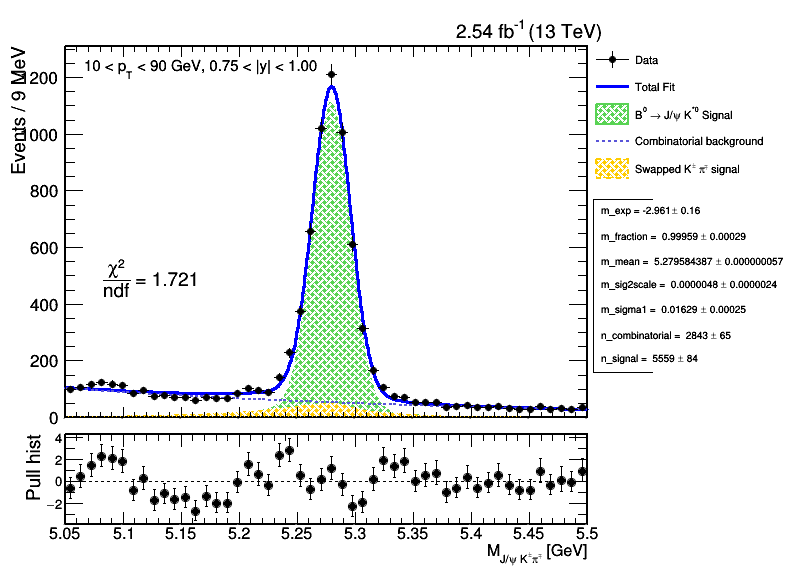 2.54 fb⁻¹ (13 TeV)
10 < p_T < 90 GeV, 0.75 < |y| < 1.00
Events / 9 MeV
1200
1000
800
600
400
200
0
χ²/ndf = 1.721
Data
Total Fit
B⁰ → J/ψ K*⁰ Signal
Combinatorial background
Swapped K± π∓ signal
m_exp = -2.961 ± 0.16
m_fraction = 0.99959 ± 0.00029
m_mean = 5.279584387 ± 0.000000057
m_sig2scale = 0.0000048 ± 0.0000024
m_sigma1 = 0.01629 ± 0.00025
n_combinatorial = 2843 ± 65
n_signal = 5559 ± 84
Pull hist
4
2
0
−2
5.05 5.1 5.15 5.2 5.25 5.3 5.35 5.4 5.45 5.5
M_J/ψ K±π∓ [GeV]